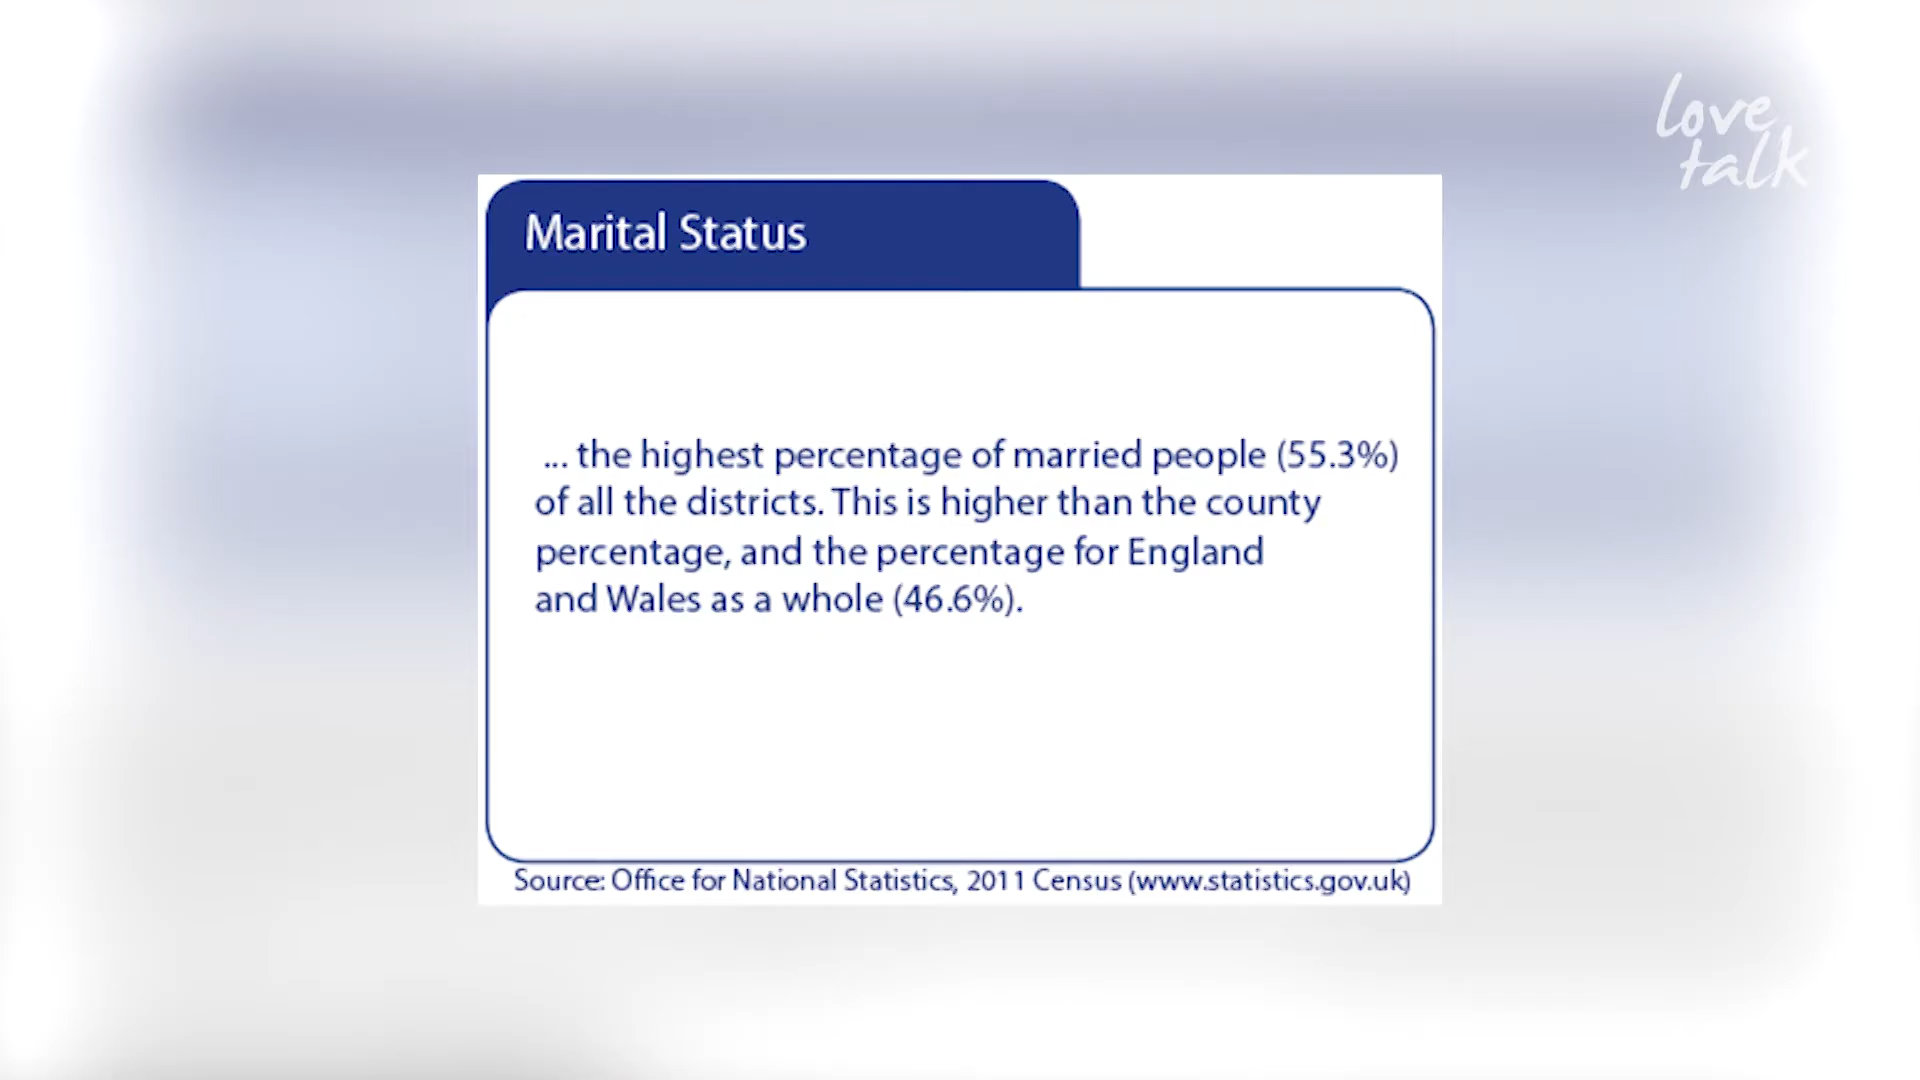 love
talk
Marital Status
... the highest percentage of married people (55.3%)
of all the districts. This is higher than the county
percentage, and the percentage for England
and Wales as a whole (46.6%).
Source: Office for National Statistics, 2011 Census (www.statistics.gov.uk)